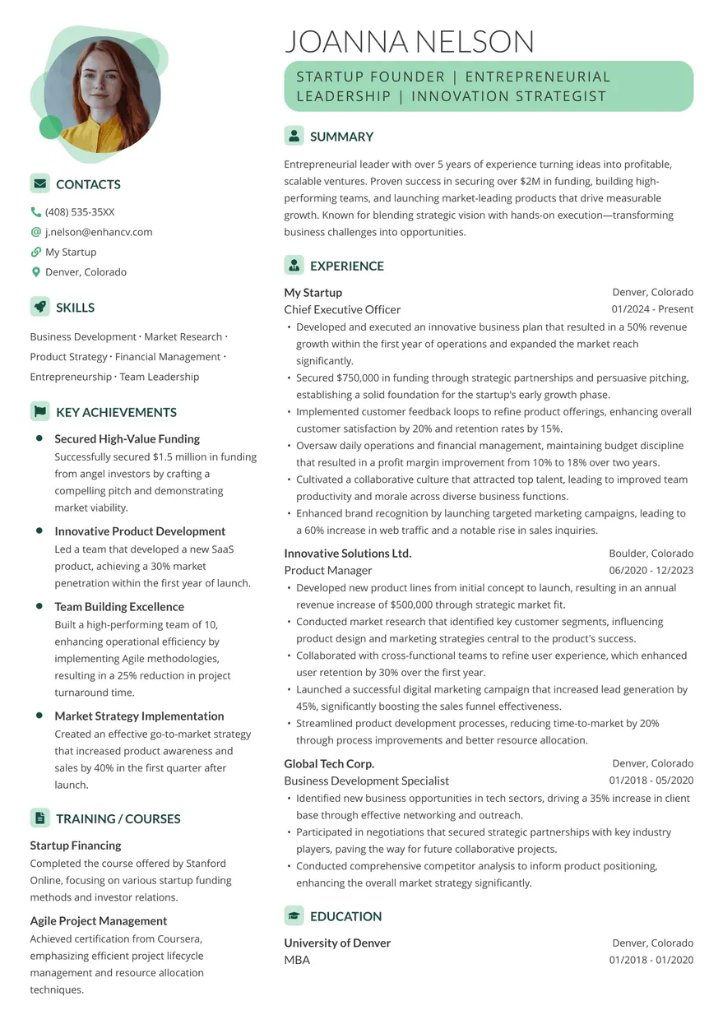 JOANNA NELSON
STARTUP FOUNDER | ENTREPRENEURIAL
LEADERSHIP | INNOVATION STRATEGIST
CONTACTS
(408) 535-35XX
j.nelson@enhancv.com
My Startup
Denver, Colorado
SKILLS
Business Development · Market Research ·
Product Strategy · Financial Management ·
Entrepreneurship · Team Leadership
KEY ACHIEVEMENTS
• Secured High-Value Funding
Successfully secured $1.5 million in funding
from angel investors by crafting a
compelling pitch and demonstrating
market viability.
• Innovative Product Development
Led a team that developed a new SaaS
product, achieving a 30% market
penetration within the first year of launch.
• Team Building Excellence
Built a high-performing team of 10,
enhancing operational efficiency by
implementing Agile methodologies,
resulting in a 25% reduction in project
turnaround time.
• Market Strategy Implementation
Created an effective go-to-market strategy
that increased product awareness and
sales by 40% in the first quarter after
launch.
TRAINING / COURSES
Startup Financing
Completed the course offered by Stanford
Online, focusing on various startup funding
methods and investor relations.
Agile Project Management
Achieved certification from Coursera,
emphasizing efficient project lifecycle
management and resource allocation
techniques.
SUMMARY
Entrepreneurial leader with over 5 years of experience turning ideas into profitable,
scalable ventures. Proven success in securing over $2M in funding, building high-
performing teams, and launching market-leading products that drive measurable
growth. Known for blending strategic vision with hands-on execution—transforming
business challenges into opportunities.
EXPERIENCE
My Startup Denver, Colorado
Chief Executive Officer 01/2024 - Present
• Developed and executed an innovative business plan that resulted in a 50% revenue
growth within the first year of operations and expanded the market reach
significantly.
• Secured $750,000 in funding through strategic partnerships and persuasive pitching,
establishing a solid foundation for the startup's early growth phase.
• Implemented customer feedback loops to refine product offerings, enhancing overall
customer satisfaction by 20% and retention rates by 15%.
• Oversaw daily operations and financial management, maintaining budget discipline
that resulted in a profit margin improvement from 10% to 18% over two years.
• Cultivated a collaborative culture that attracted top talent, leading to improved team
productivity and morale across diverse business functions.
• Enhanced brand recognition by launching targeted marketing campaigns, leading to
a 60% increase in web traffic and a notable rise in sales inquiries.
Innovative Solutions Ltd. Boulder, Colorado
Product Manager 06/2020 - 12/2023
• Developed new product lines from initial concept to launch, resulting in an annual
revenue increase of $500,000 through strategic market fit.
• Conducted market research that identified key customer segments, influencing
product design and marketing strategies central to the product's success.
• Collaborated with cross-functional teams to refine user experience, which enhanced
user retention by 30% over the first year.
• Launched a successful digital marketing campaign that increased lead generation by
45%, significantly boosting the sales funnel effectiveness.
• Streamlined product development processes, reducing time-to-market by 20%
through process improvements and better resource allocation.
Global Tech Corp. Denver, Colorado
Business Development Specialist 01/2018 - 05/2020
• Identified new business opportunities in tech sectors, driving a 35% increase in client
base through effective networking and outreach.
• Participated in negotiations that secured strategic partnerships with key industry
players, paving the way for future collaborative projects.
• Conducted comprehensive competitor analysis to inform product positioning,
enhancing the overall market strategy significantly.
EDUCATION
University of Denver Denver, Colorado
MBA 01/2018 - 01/2020